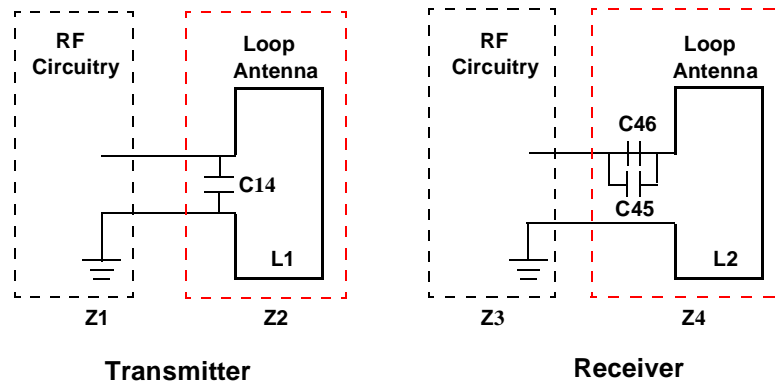 RF
Circuitry
Loop
Antenna
C14
L1
Z1
Z2
Transmitter
RF
Circuitry
Loop
Antenna
C46
C45
L2
Z3
Z4
Receiver